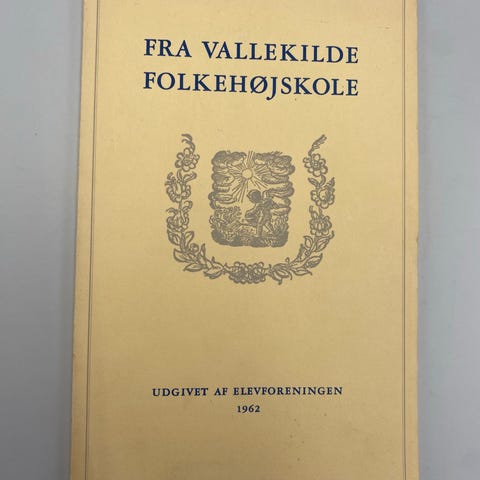 FRA VALLEKILDE
FOLKEHØJSKOLE
UDGIVET AF ELEVFORENINGEN
1962